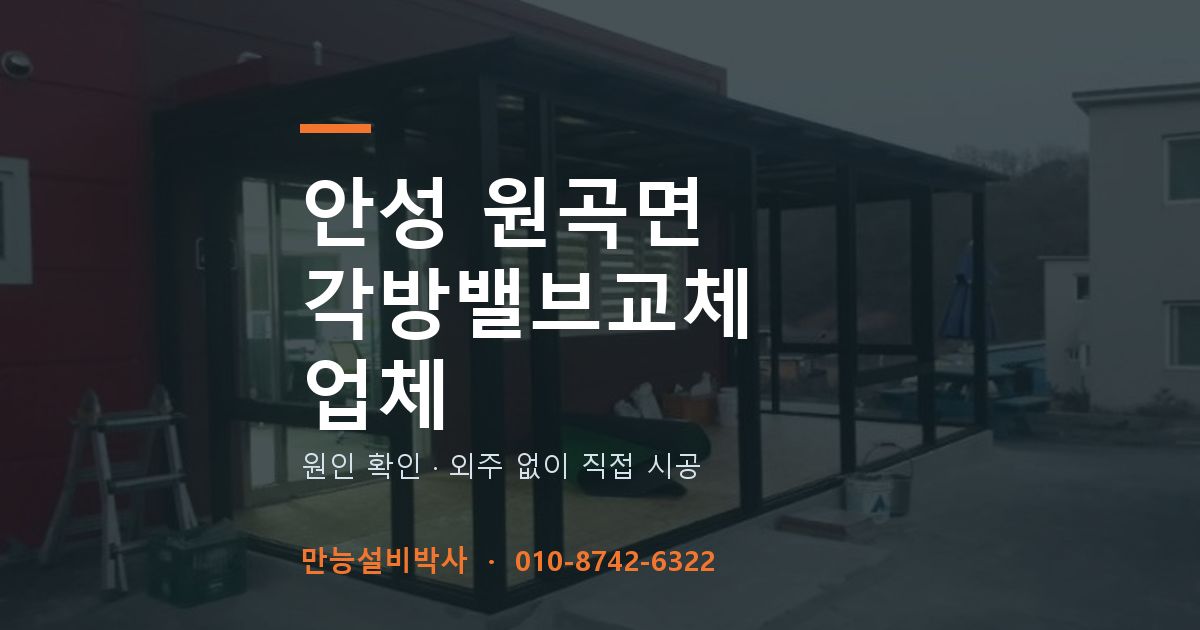 안성 원곡면
각방밸브교체
업체
원인 확인 · 외주 없이 직접 시공
만능설비박사 · 010-8742-6322